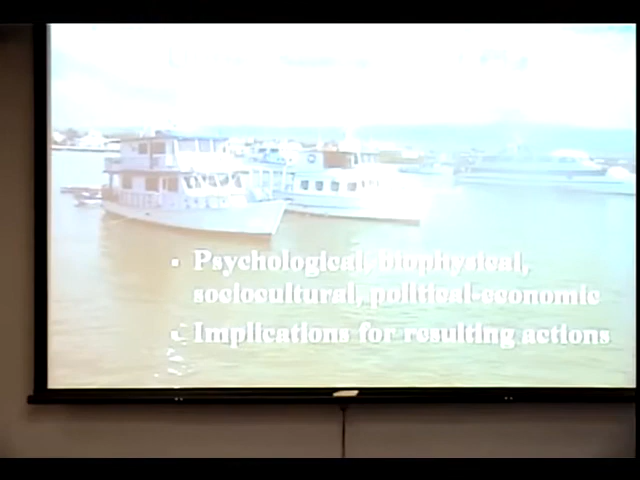 Psychological, biophysical,
sociocultural, political-economic
Implications for resulting actions